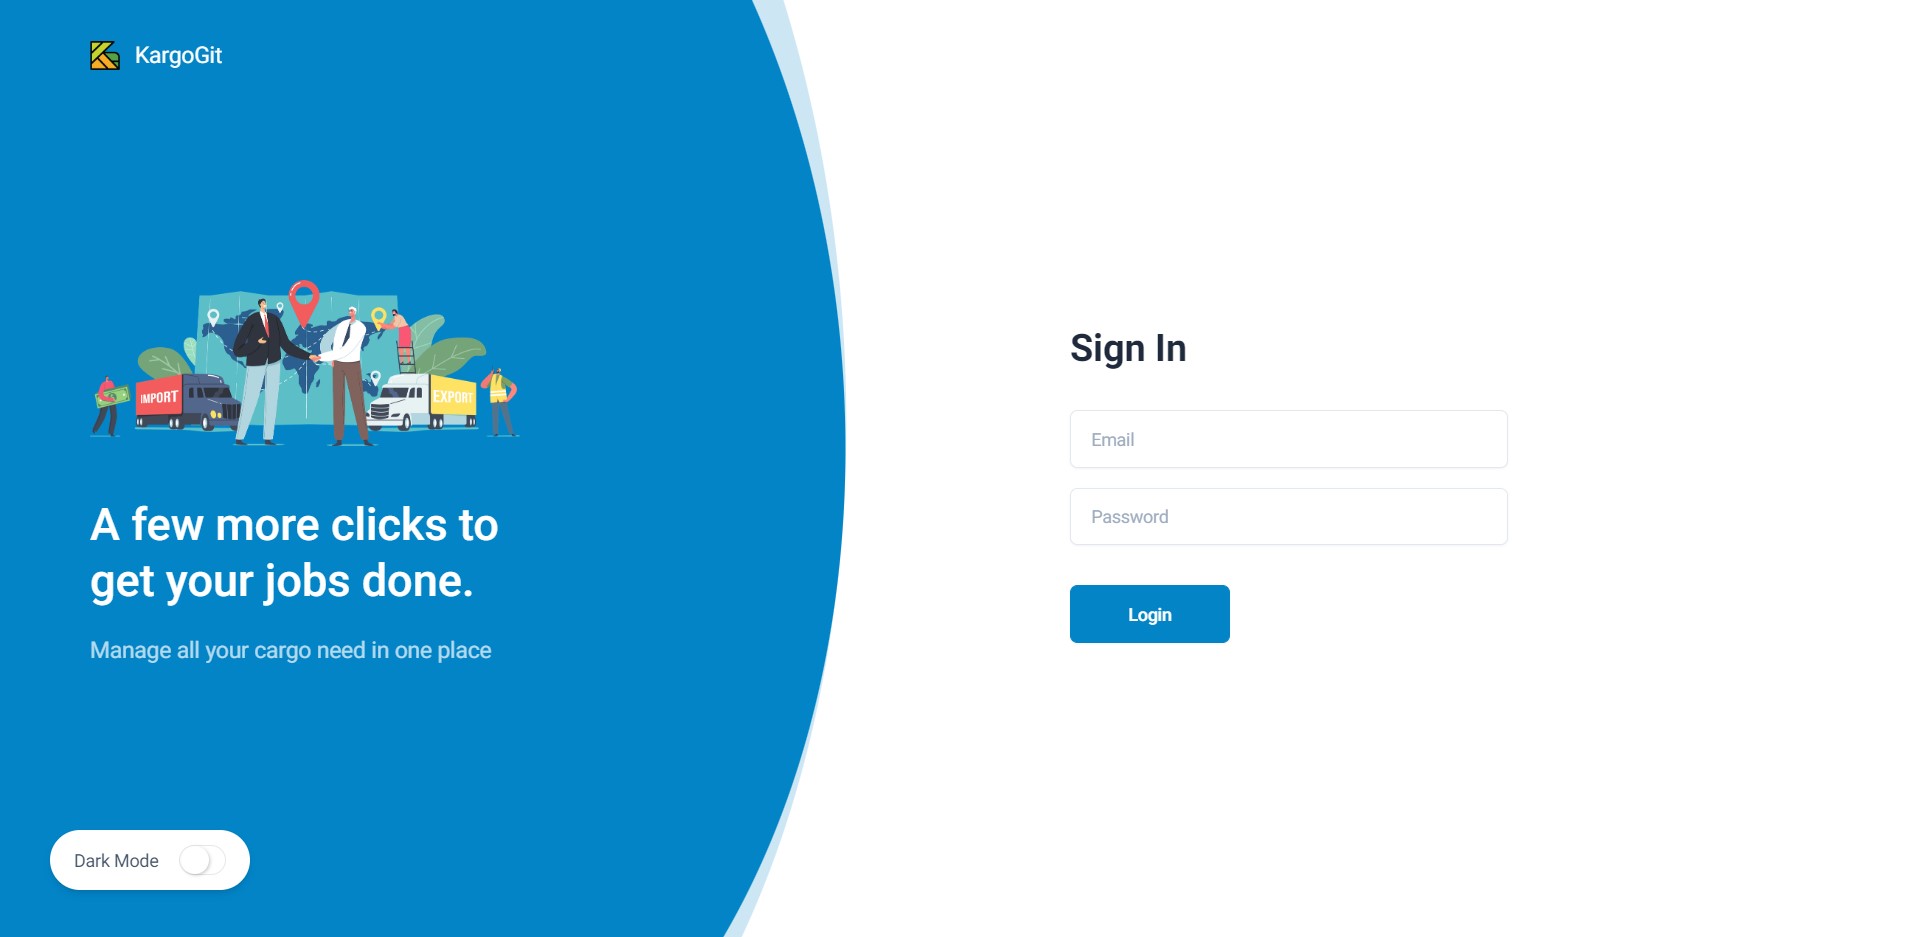 KargoGit
IMPORT
EXPORT
A few more clicks to
get your jobs done.
Manage all your cargo need in one place
Dark Mode
Sign In
Email
Password
Login